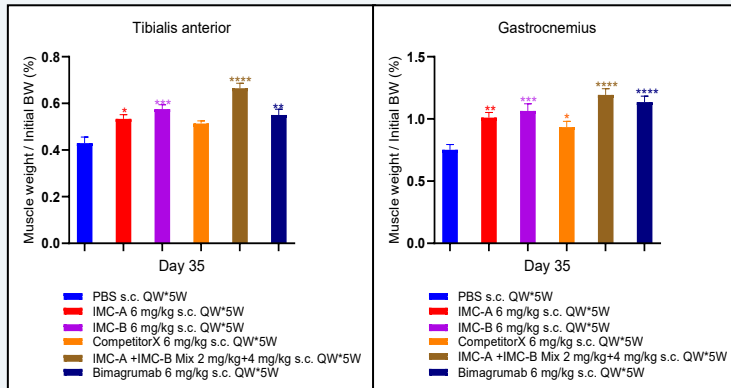 Tibialis anterior
Muscle weight / Initial BW (%)
0.8
0.6
0.4
0.2
0.0
*
***
****
**
Day 35
PBS s.c. QW*5W
IMC-A 6 mg/kg s.c. QW*5W
IMC-B 6 mg/kg s.c. QW*5W
CompetitorX 6 mg/kg s.c. QW*5W
IMC-A +IMC-B Mix 2 mg/kg+4 mg/kg s.c. QW*5W
Bimagrumab 6 mg/kg s.c. QW*5W
Gastrocnemius
Muscle weight / Initial BW (%)
1.5
1.0
0.5
0.0
**
***
*
****
****
Day 35
PBS s.c. QW*5W
IMC-A 6 mg/kg s.c. QW*5W
IMC-B 6 mg/kg s.c. QW*5W
CompetitorX 6 mg/kg s.c. QW*5W
IMC-A +IMC-B Mix 2 mg/kg+4 mg/kg s.c. QW*5W
Bimagrumab 6 mg/kg s.c. QW*5W